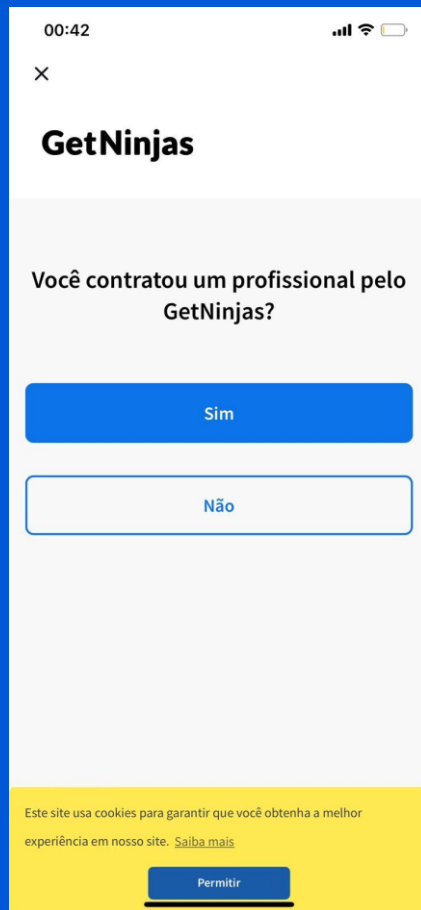 00:42
GetNinjas
Você contratou um profissional pelo
GetNinjas?
Sim
Não
Este site usa cookies para garantir que você obtenha a melhor
experiência em nosso site. Saiba mais
Permitir